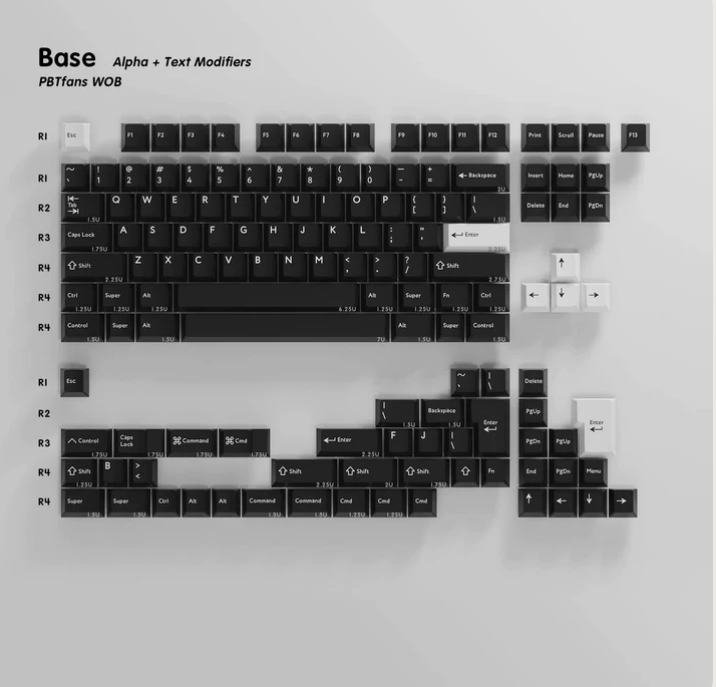 Base Alpha + Text Modifiers
PBTfans WOB
R1 Esc F1 F2 F3 F4 F5 F6 F7 F8 F9 F10 F11 F12 Print Scroll Pause F13
R1 ~ ` | 1 @ 2 # 3 $ 4 % 5 ^ 6 & 7 * 8 ( 9 ) 0 — - + = ← Backspace 2U Insert Home PgUp
R2 Tab 1.5U Q W E R T Y U I O P { [ } ] | \ 1.5U Delete End PgDn
R3 Caps Lock 1.75U A S D F G H J K L : ; " ' Enter 2.25U
R4 Shift 2.25U Z X C V B N M < , > . ? / Shift 2.75U ↑
R4 Ctrl 1.25U Super 1.25U Alt 1.25U 6.25U Alt 1.25U Super 1.25U Fn 1.25U Ctrl 1.25U ← ↓ →
R4 Control 1.5U Super Alt 1.5U 7U Alt 1.5U Super Control 1.5U
R1 Esc ~ ` | \ Delete
R2 | \ 1.5U Backspace 1.5U Enter PgUp Enter
R3 Control 1.75U Caps Lock 1.75U ⌘ Command 1.75U ⌘ Cmd 1.75U Enter 2.25U F J | \ PgDn PgUp
R4 Shift 1.25U B > < Shift 2.25U Shift 2U Shift 1.75U Fn End PgDn Menu
R4 Super 1.5U Super 1.5U Ctrl Alt Alt Command 1.5U Command 1.5U Cmd 1.25U Cmd 1.25U Cmd ↑ ← ↓ →